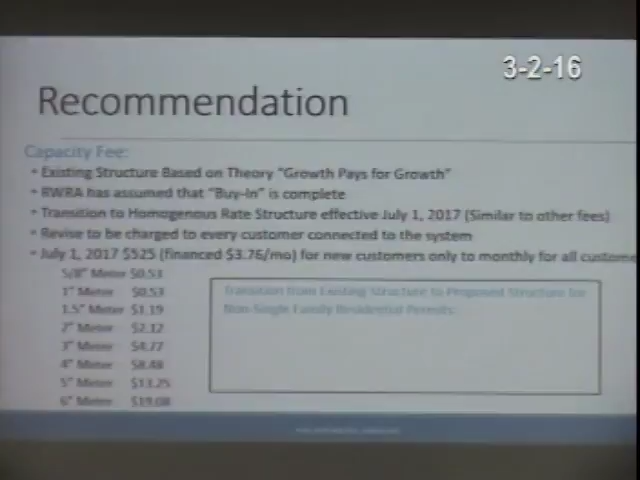 3-2-16
Recommendation
Capacity Fee:
• Existing Structure Based on Theory "Growth Pays for Growth"
• RWRA has assumed that "Buy-In" is complete
• Transition to Homogenous Rate Structure effective July 1, 2017 (Similar to other fees)
• Revise to be charged to every customer connected to the system
• July 1, 2017 $525 (financed $3.76/mo) for new customers only to monthly for all custome
5/8" Meter $0.53
1" Meter $0.53
1.5" Meter $1.19
2" Meter $2.12
3" Meter $4.77
4" Meter $8.48
5" Meter $13.25
6" Meter $19.08
Transition from Existing Structure to Proposed Structure for
Non-Single Family Residential Permits: